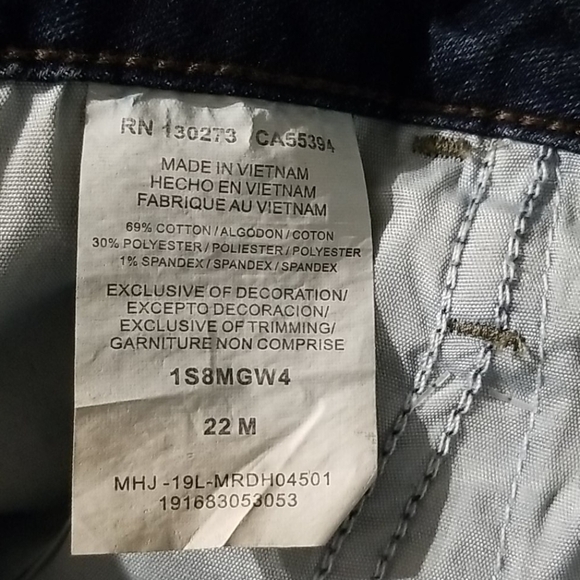 RN 130273 CA55394
MADE IN VIETNAM
HECHO EN VIETNAM
FABRIQUE AU VIETNAM
69% COTTON / ALGODON / COTON
30% POLYESTER / POLIESTER / POLYESTER
1% SPANDEX / SPANDEX / SPANDEX
EXCLUSIVE OF DECORATION/
EXCEPTO DECORACION/
EXCLUSIVE OF TRIMMING/
GARNITURE NON COMPRISE
1S8MGW4
22 M
MHJ -19L-MRDH04501
191683053053